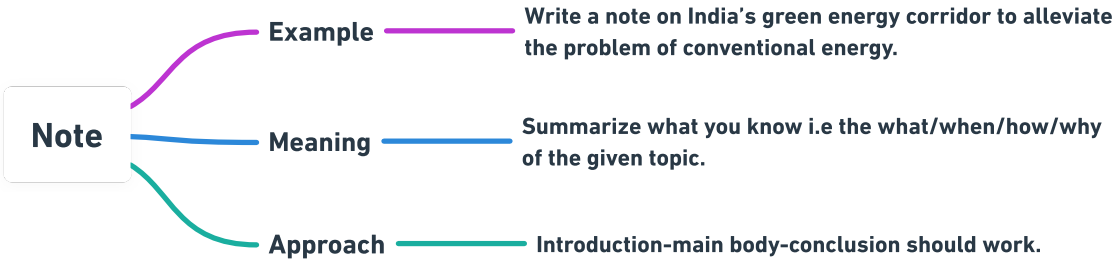 Note
Example
Write a note on India’s green energy corridor to alleviate
the problem of conventional energy.
Meaning
Summarize what you know i.e the what/when/how/why
of the given topic.
Approach
Introduction-main body-conclusion should work.